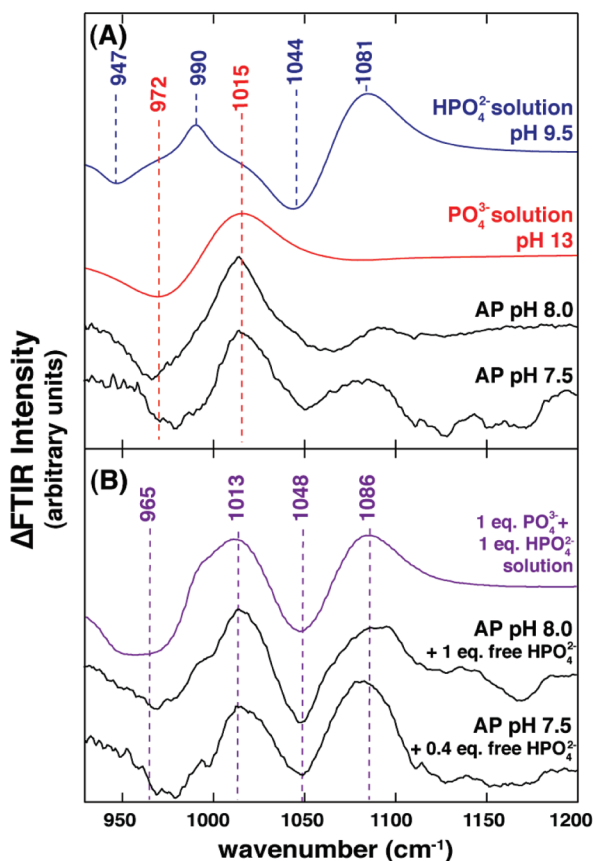 (A)
947
972
990
1015
1044
1081
HPO₄²⁻ solution
pH 9.5
PO₄³⁻ solution
pH 13
AP pH 8.0
AP pH 7.5
ΔFTIR Intensity
(arbitrary units)
(B)
965
1013
1048
1086
1 eq. PO₄³⁻ +
1 eq. HPO₄²⁻
solution
AP pH 8.0
+ 1 eq. free HPO₄²⁻
AP pH 7.5
+ 0.4 eq. free HPO₄²⁻
950 1000 1050 1100 1150 1200
wavenumber (cm⁻¹)